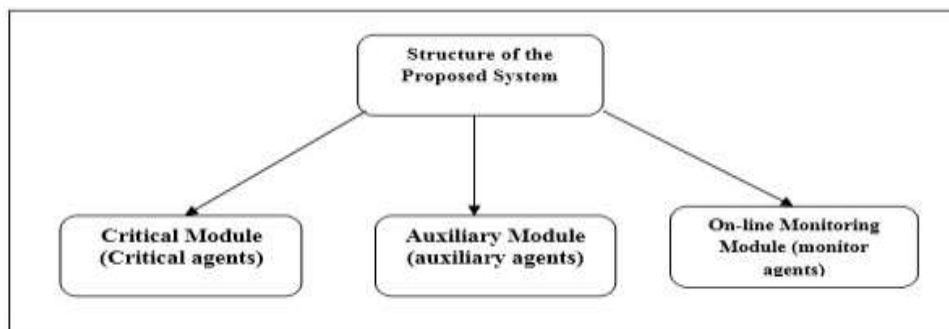 Structure of the
Proposed System
Critical Module
(Critical agents)
Auxiliary Module
(auxiliary agents)
On-line Monitoring
Module (monitor
agents)